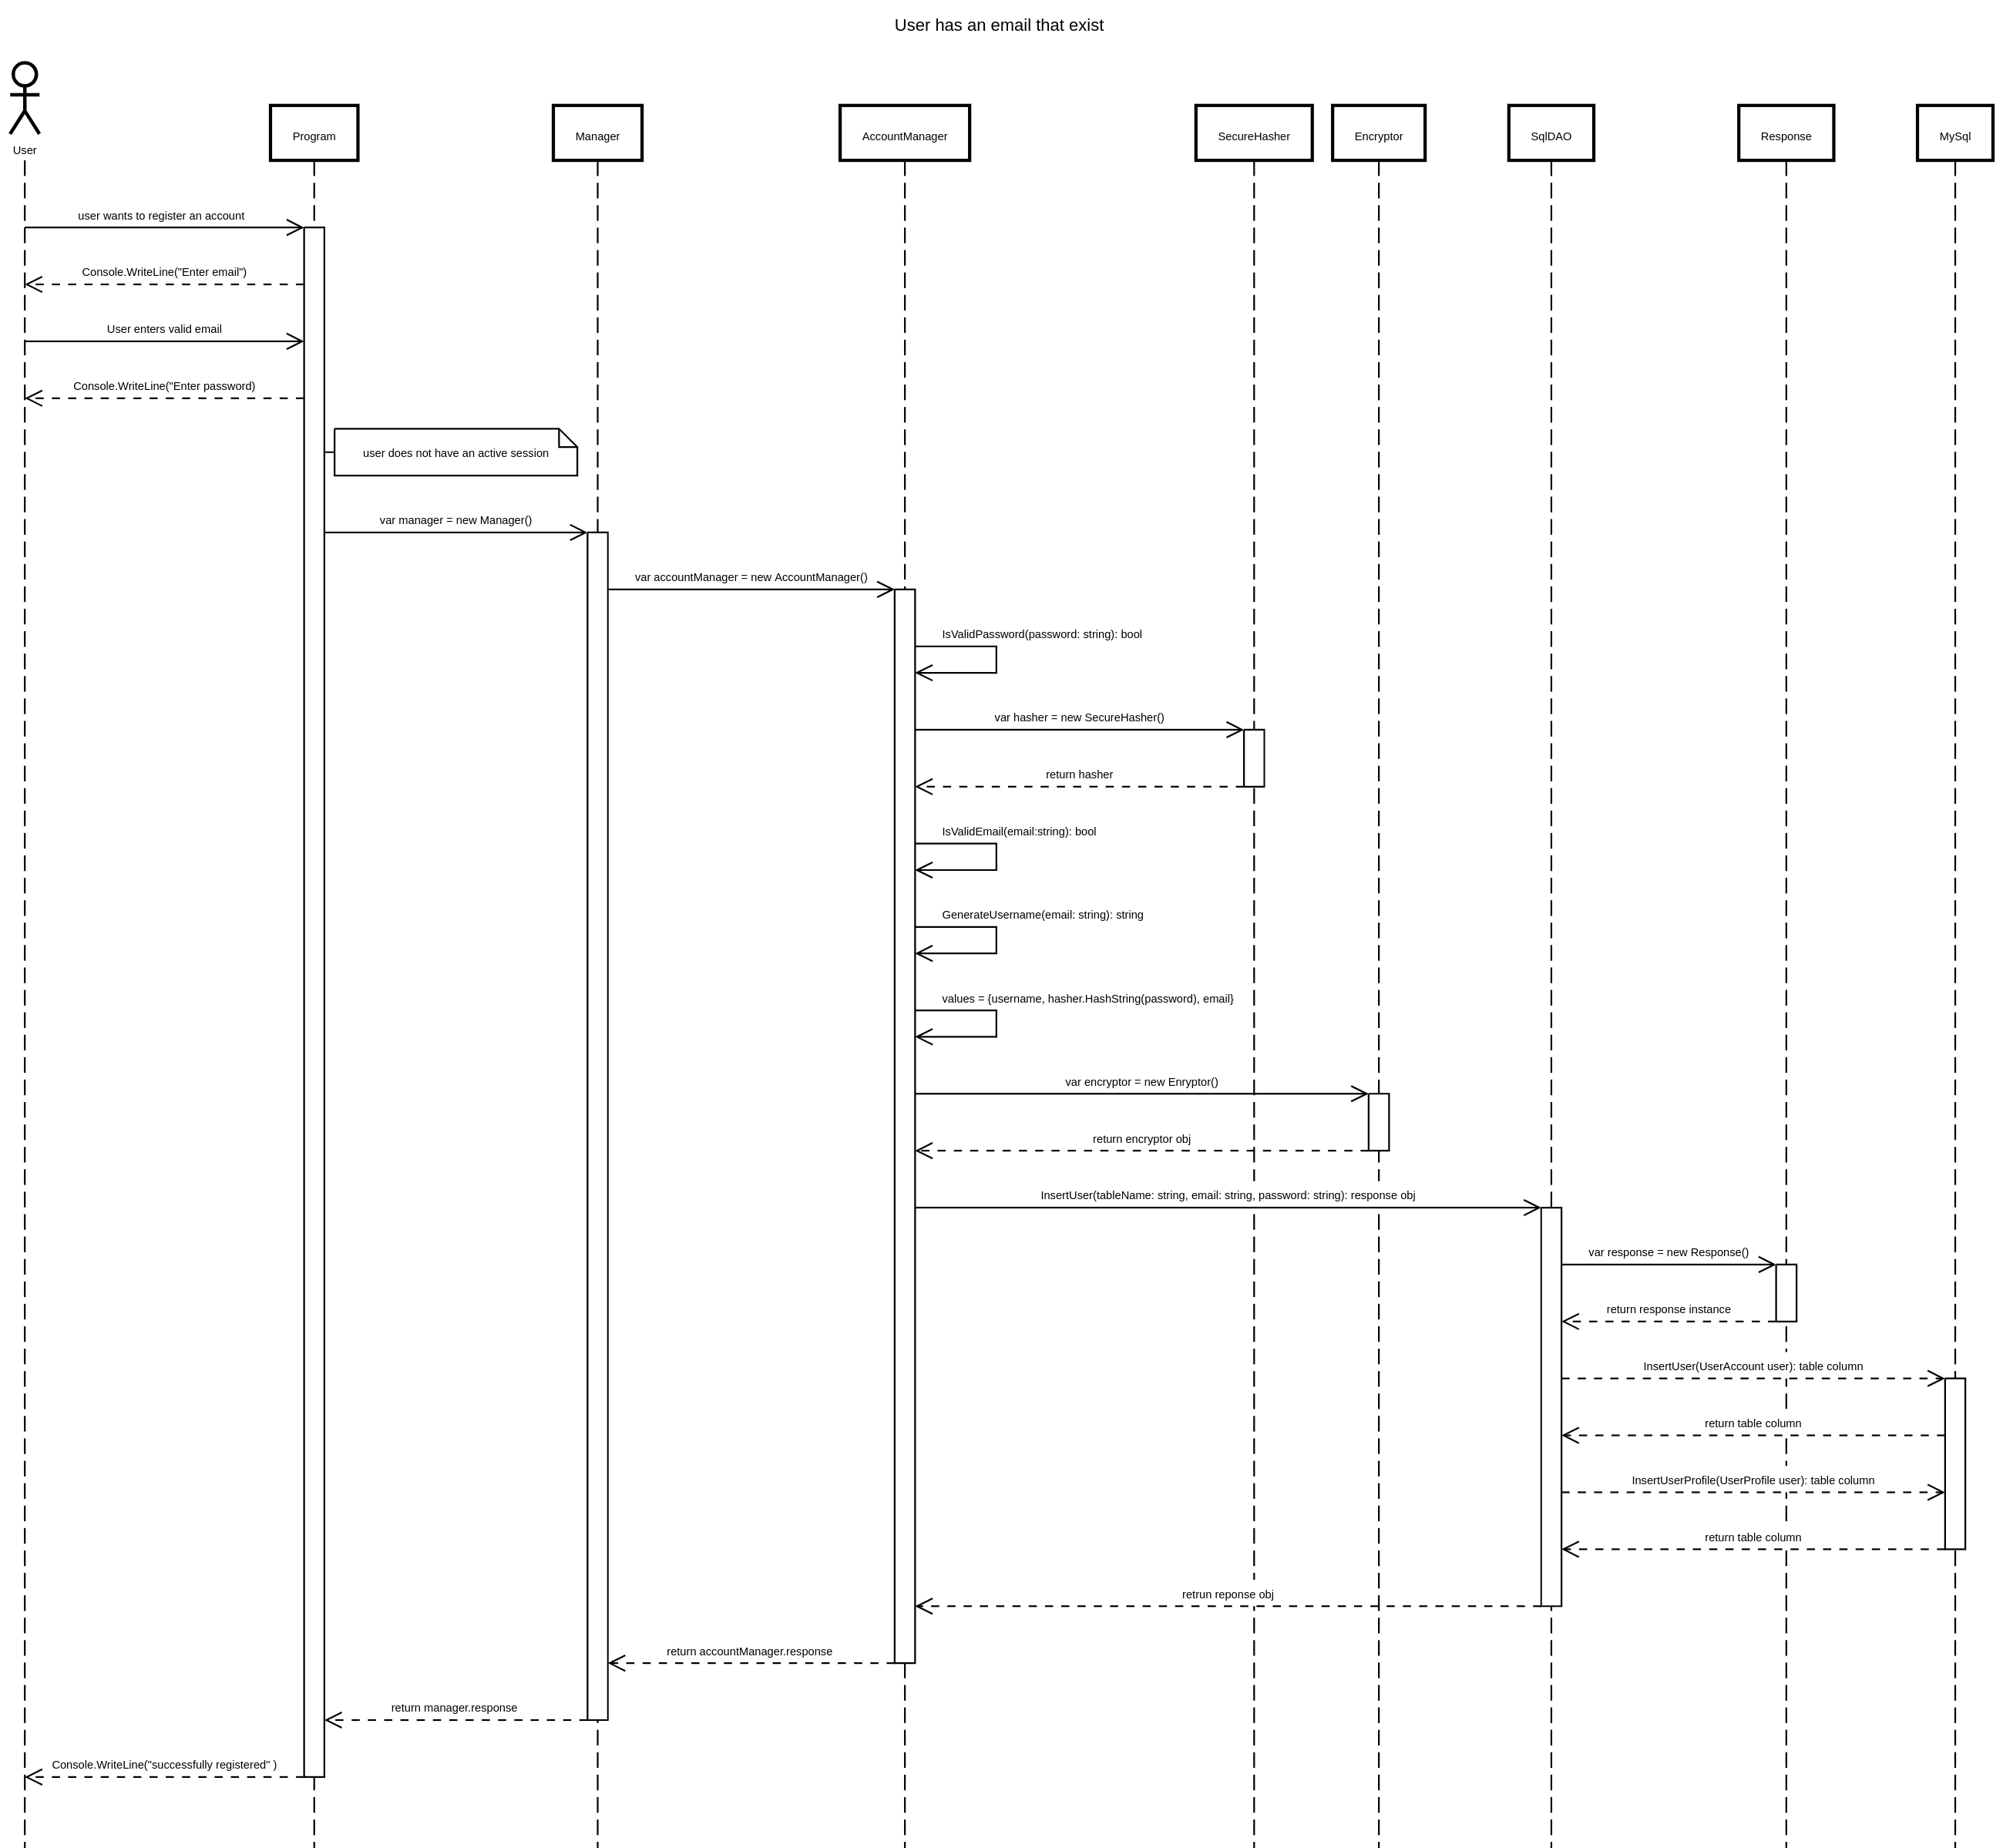 User has an email that exist
User
Program
Manager
AccountManager
SecureHasher
Encryptor
SqlDAO
Response
MySql
user wants to register an account
Console.WriteLine("Enter email")
User enters valid email
Console.WriteLine("Enter password)
user does not have an active session
var manager = new Manager()
var accountManager = new AccountManager()
IsValidPassword(password: string): bool
var hasher = new SecureHasher()
return hasher
IsValidEmail(email:string): bool
GenerateUsername(email: string): string
values = {username, hasher.HashString(password), email}
var encryptor = new Enryptor()
return encryptor obj
InsertUser(tableName: string, email: string, password: string): response obj
var response = new Response()
return response instance
InsertUser(UserAccount user): table column
return table column
InsertUserProfile(UserProfile user): table column
return table column
retrun reponse obj
return accountManager.response
return manager.response
Console.WriteLine("successfully registered" )